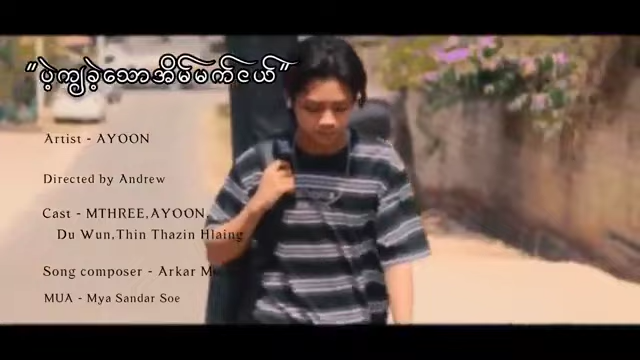 "ပဲ့ကျွခဲ့သောအိမ်မက်ငယ်"
Artist - AYOON
Directed by Andrew
Cast - MTHREE,AYOON,
Du Wun,Thin Thazin Hlaing
Song composer - Arkar
MUA - Mya Sandar Soe